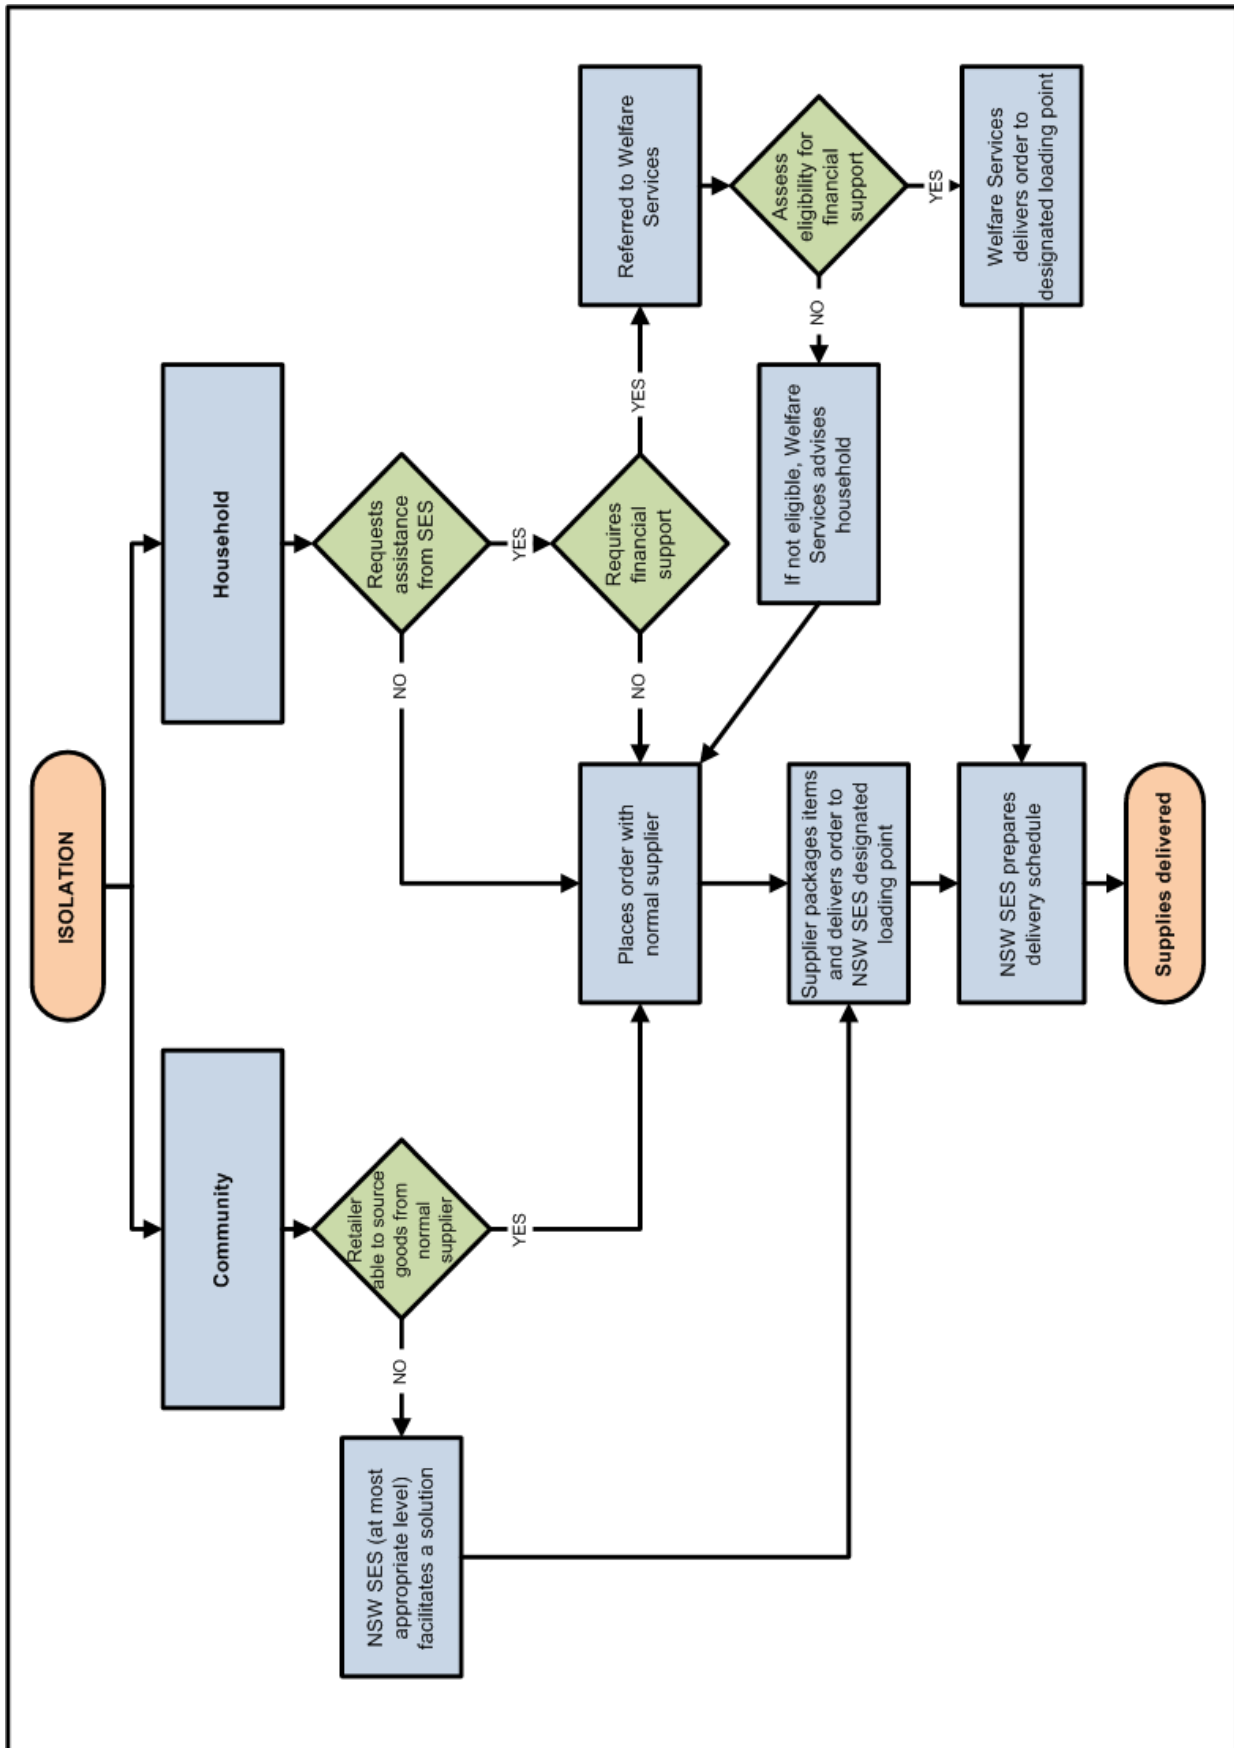 ISOLATION
Community
Household
Retailer
able to source
goods from
normal
supplier
NO
YES
NSW SES (at most
appropriate level)
facilitates a solution
Requests
assistance
from SES
NO
YES
Requires
financial
support
NO
YES
Referred to Welfare
Services
Assess
eligibility for
financial
support
NO
YES
If not eligible, Welfare
Services advises
household
Welfare Services
delivers order to
designated loading point
Places order with
normal supplier
Supplier packages items
and delivers order to
NSW SES designated
loading point
NSW SES prepares
delivery schedule
Supplies delivered